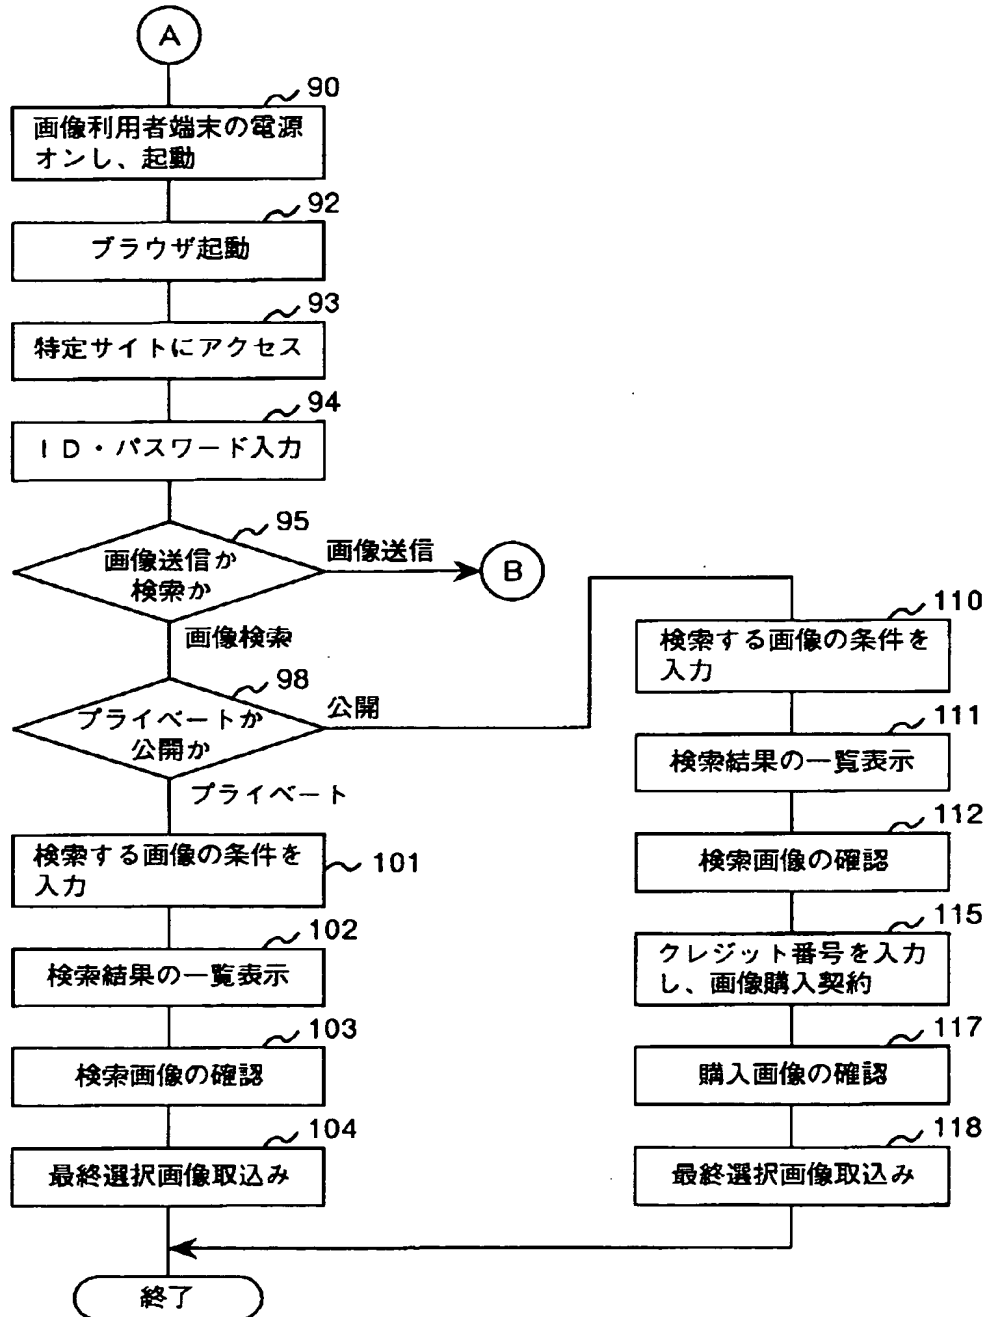 A
90
画像利用者端末の電源
オンし、起動
92
ブラウザ起動
93
特定サイトにアクセス
94
ＩＤ・パスワード入力
95
画像送信か
検索か
画像送信
B
画像検索
98
プライベートか
公開か
公開
プライベート
検索する画像の条件を
入力
101
102
検索結果の一覧表示
103
検索画像の確認
104
最終選択画像取込み
110
検索する画像の条件を
入力
111
検索結果の一覧表示
112
検索画像の確認
115
クレジット番号を入力
し、画像購入契約
117
購入画像の確認
118
最終選択画像取込み
終了